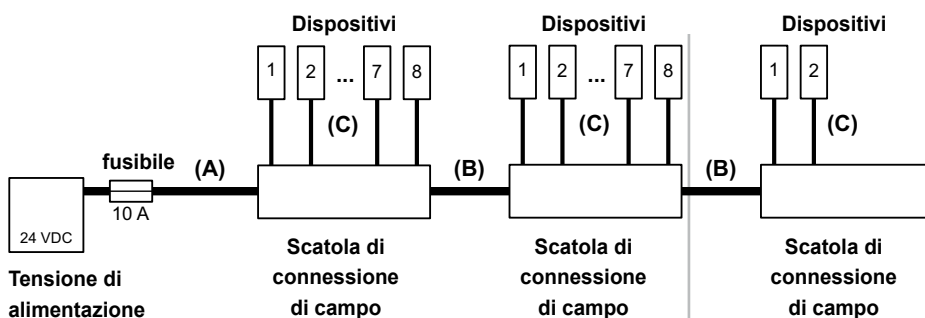 Dispositivi Dispositivi Dispositivi
1 2 ... 7 8 1 2 ... 7 8 1 2
(C) (C) (C)
fusibile (A) (B) (B)
10 A
24 VDC
Tensione di
alimentazione
Scatola di
connessione
di campo
Scatola di
connessione
di campo
Scatola di
connessione
di campo